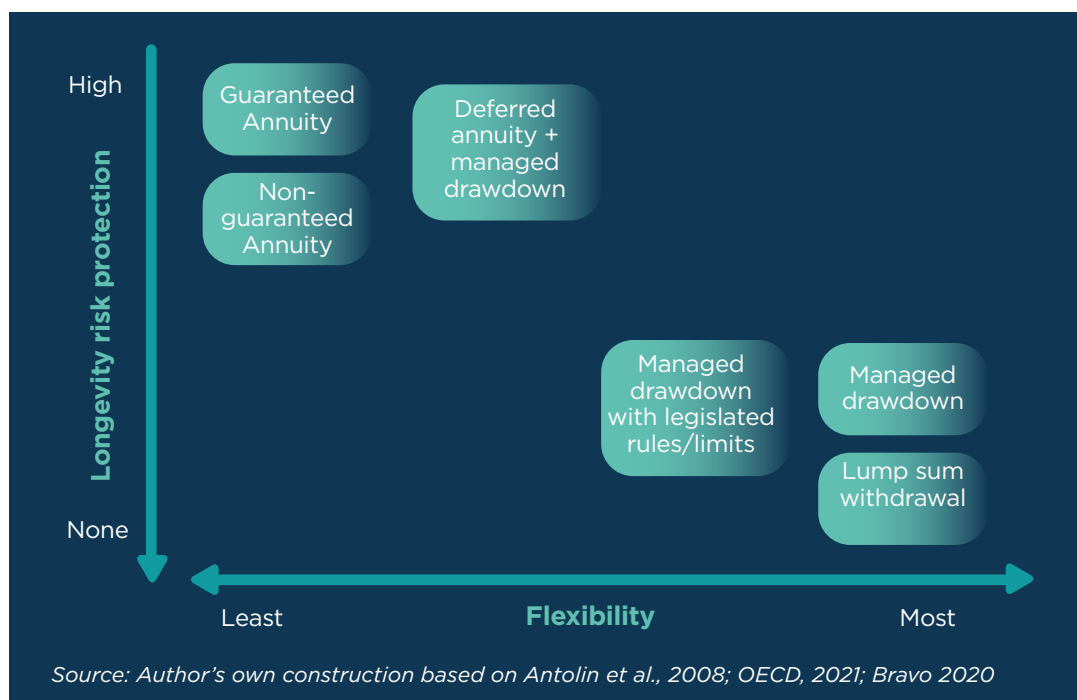 High
Guaranteed
Annuity
Deferred
annuity +
managed
drawdown
Non-
guaranteed
Annuity
Longevity risk protection
Managed
drawdown
with legislated
rules/limits
Managed
drawdown
Lump sum
withdrawal
None
Least
Flexibility
Most
Source: Author’s own construction based on Antolin et al., 2008; OECD, 2021; Bravo 2020